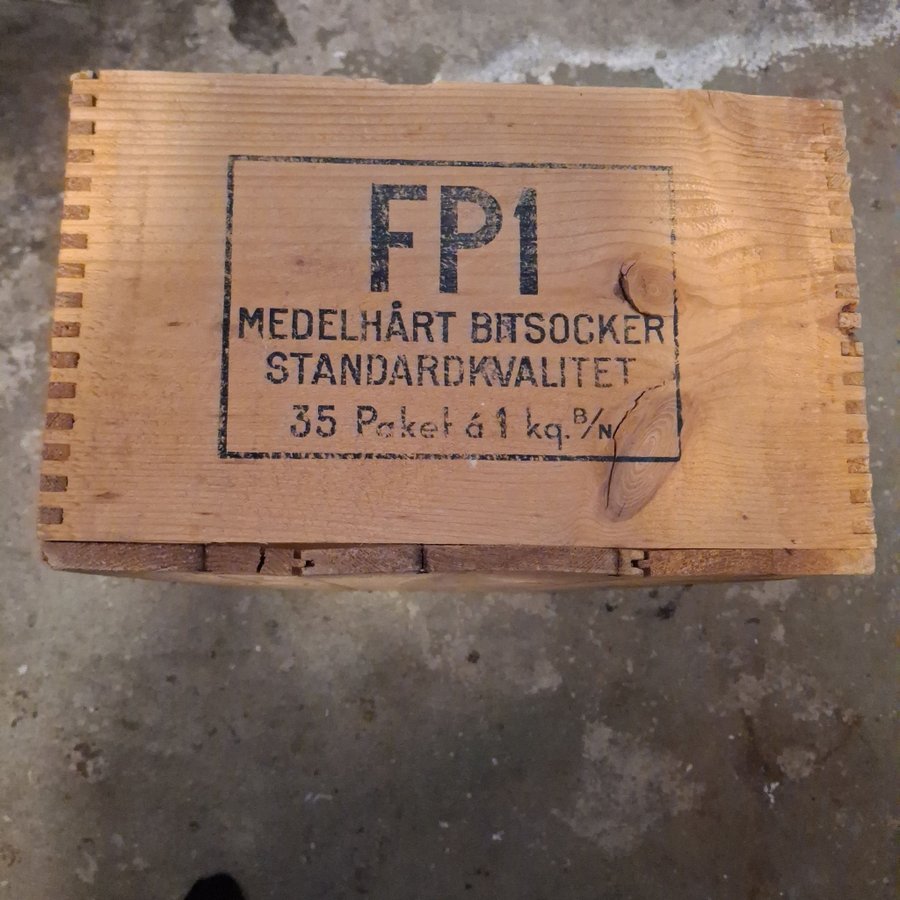 FP1
MEDELHÅRT BITSOCKER
STANDARDKVALITET
35 Paket á 1 kg. B/N